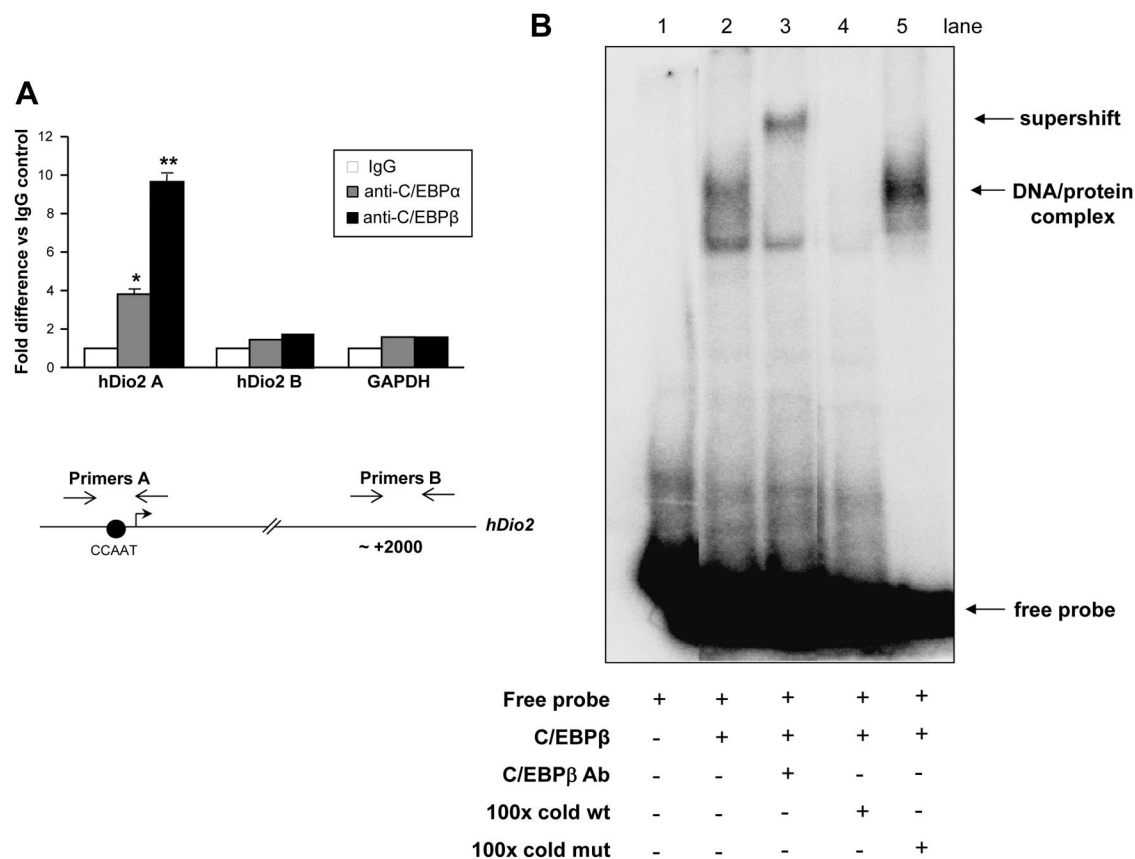 A
Fold difference vs IgG control
12
10
8
6
4
2
0
*
**
IgG
anti-C/EBPα
anti-C/EBPβ
hDio2 A
hDio2 B
GAPDH
Primers A
Primers B
CCAAT
~ +2000
hDio2
B
1 2 3 4 5 lane
supershift
DNA/protein
complex
free probe
Free probe + + + + +
C/EBPβ - + + + +
C/EBPβ Ab - - + - -
100x cold wt - - - + -
100x cold mut - - - - +